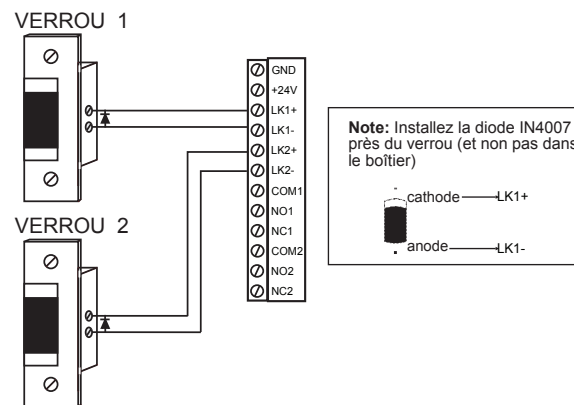 VERROU 1
GND
+24V
LK1+
LK1-
LK2+
LK2-
COM1
NO1
NC1
COM2
NO2
NC2
VERROU 2
Note: Installez la diode IN4007
près du verrou (et non pas dans
le boîtier)
cathode LK1+
anode LK1-